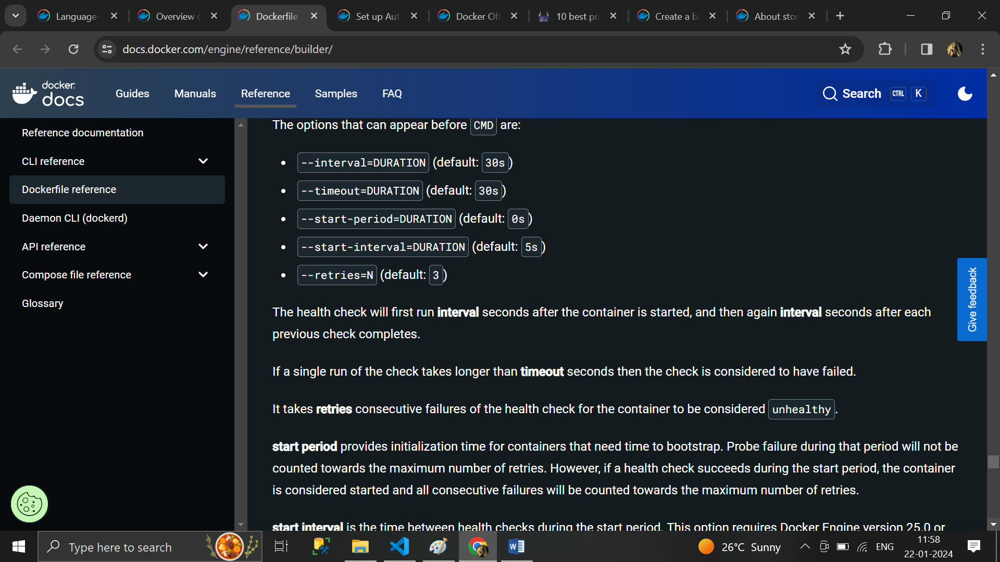 Language-
Overview c
Dockerfile
Set up Aut
Docker Off
10 best pra
Create a ba
About stor
docs.docker.com/engine/reference/builder/
docker
docs
Guides
Manuals
Reference
Samples
FAQ
Search
CTRL
K
Reference documentation
CLI reference
Dockerfile reference
Daemon CLI (dockerd)
API reference
Compose file reference
Glossary
The options that can appear before CMD are:
• --interval=DURATION (default: 30s)
• --timeout=DURATION (default: 30s)
• --start-period=DURATION (default: 0s)
• --start-interval=DURATION (default: 5s)
• --retries=N (default: 3)
The health check will first run interval seconds after the container is started, and then again interval seconds after each
previous check completes.
If a single run of the check takes longer than timeout seconds then the check is considered to have failed.
It takes retries consecutive failures of the health check for the container to be considered unhealthy.
start period provides initialization time for containers that need time to bootstrap. Probe failure during that period will not be
counted towards the maximum number of retries. However, if a health check succeeds during the start period, the container
is considered started and all consecutive failures will be counted towards the maximum number of retries.
start interval is the time between health checks during the start period. This option requires Docker Engine version 25.0 or
Give feedback
Type here to search
26°C Sunny
ENG
11:58
22-01-2024